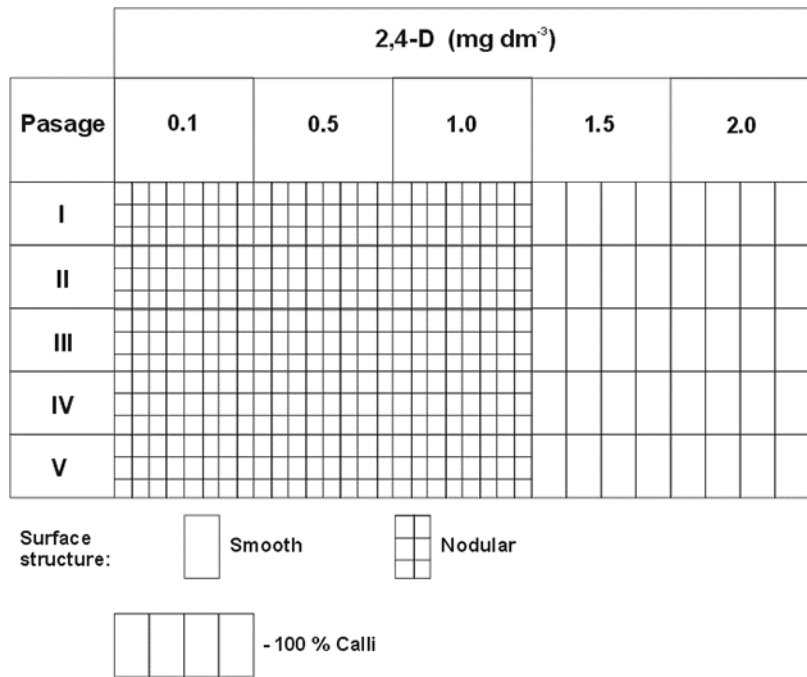 2,4-D (mg dm⁻³)
Pasage 0.1 0.5 1.0 1.5 2.0
I
II
III
IV
V
Surface structure:
Smooth
Nodular
- 100 % Calli